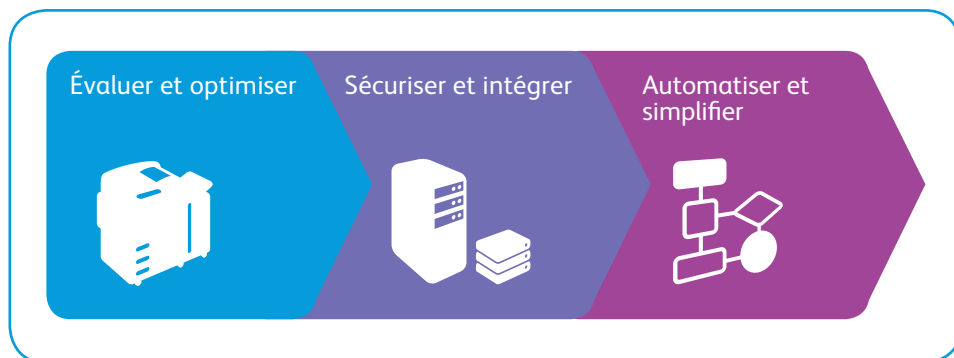 Évaluer et optimiser
Sécuriser et intégrer
Automatiser et
simplifier